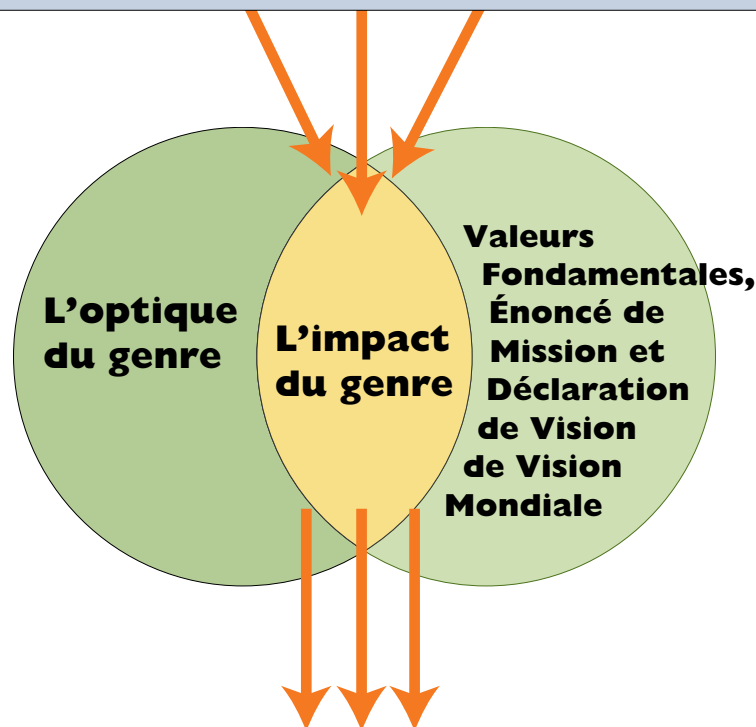 L’optique
du genre
L’impact
du genre
Valeurs
Fondamentales,
Énoncé de
Mission et
Déclaration
de Vision
de Vision
Mondiale